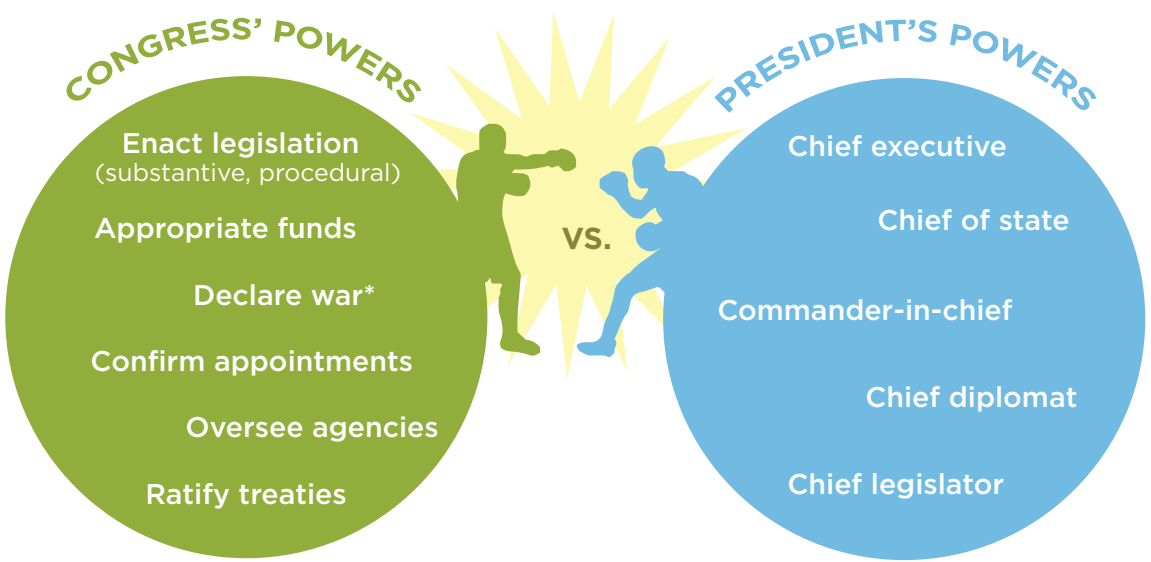 CONGRESS’ POWERS
Enact legislation
(substantive, procedural)
Appropriate funds
Declare war*
Confirm appointments
Oversee agencies
Ratify treaties
VS.
PRESIDENT’S POWERS
Chief executive
Chief of state
Commander-in-chief
Chief diplomat
Chief legislator